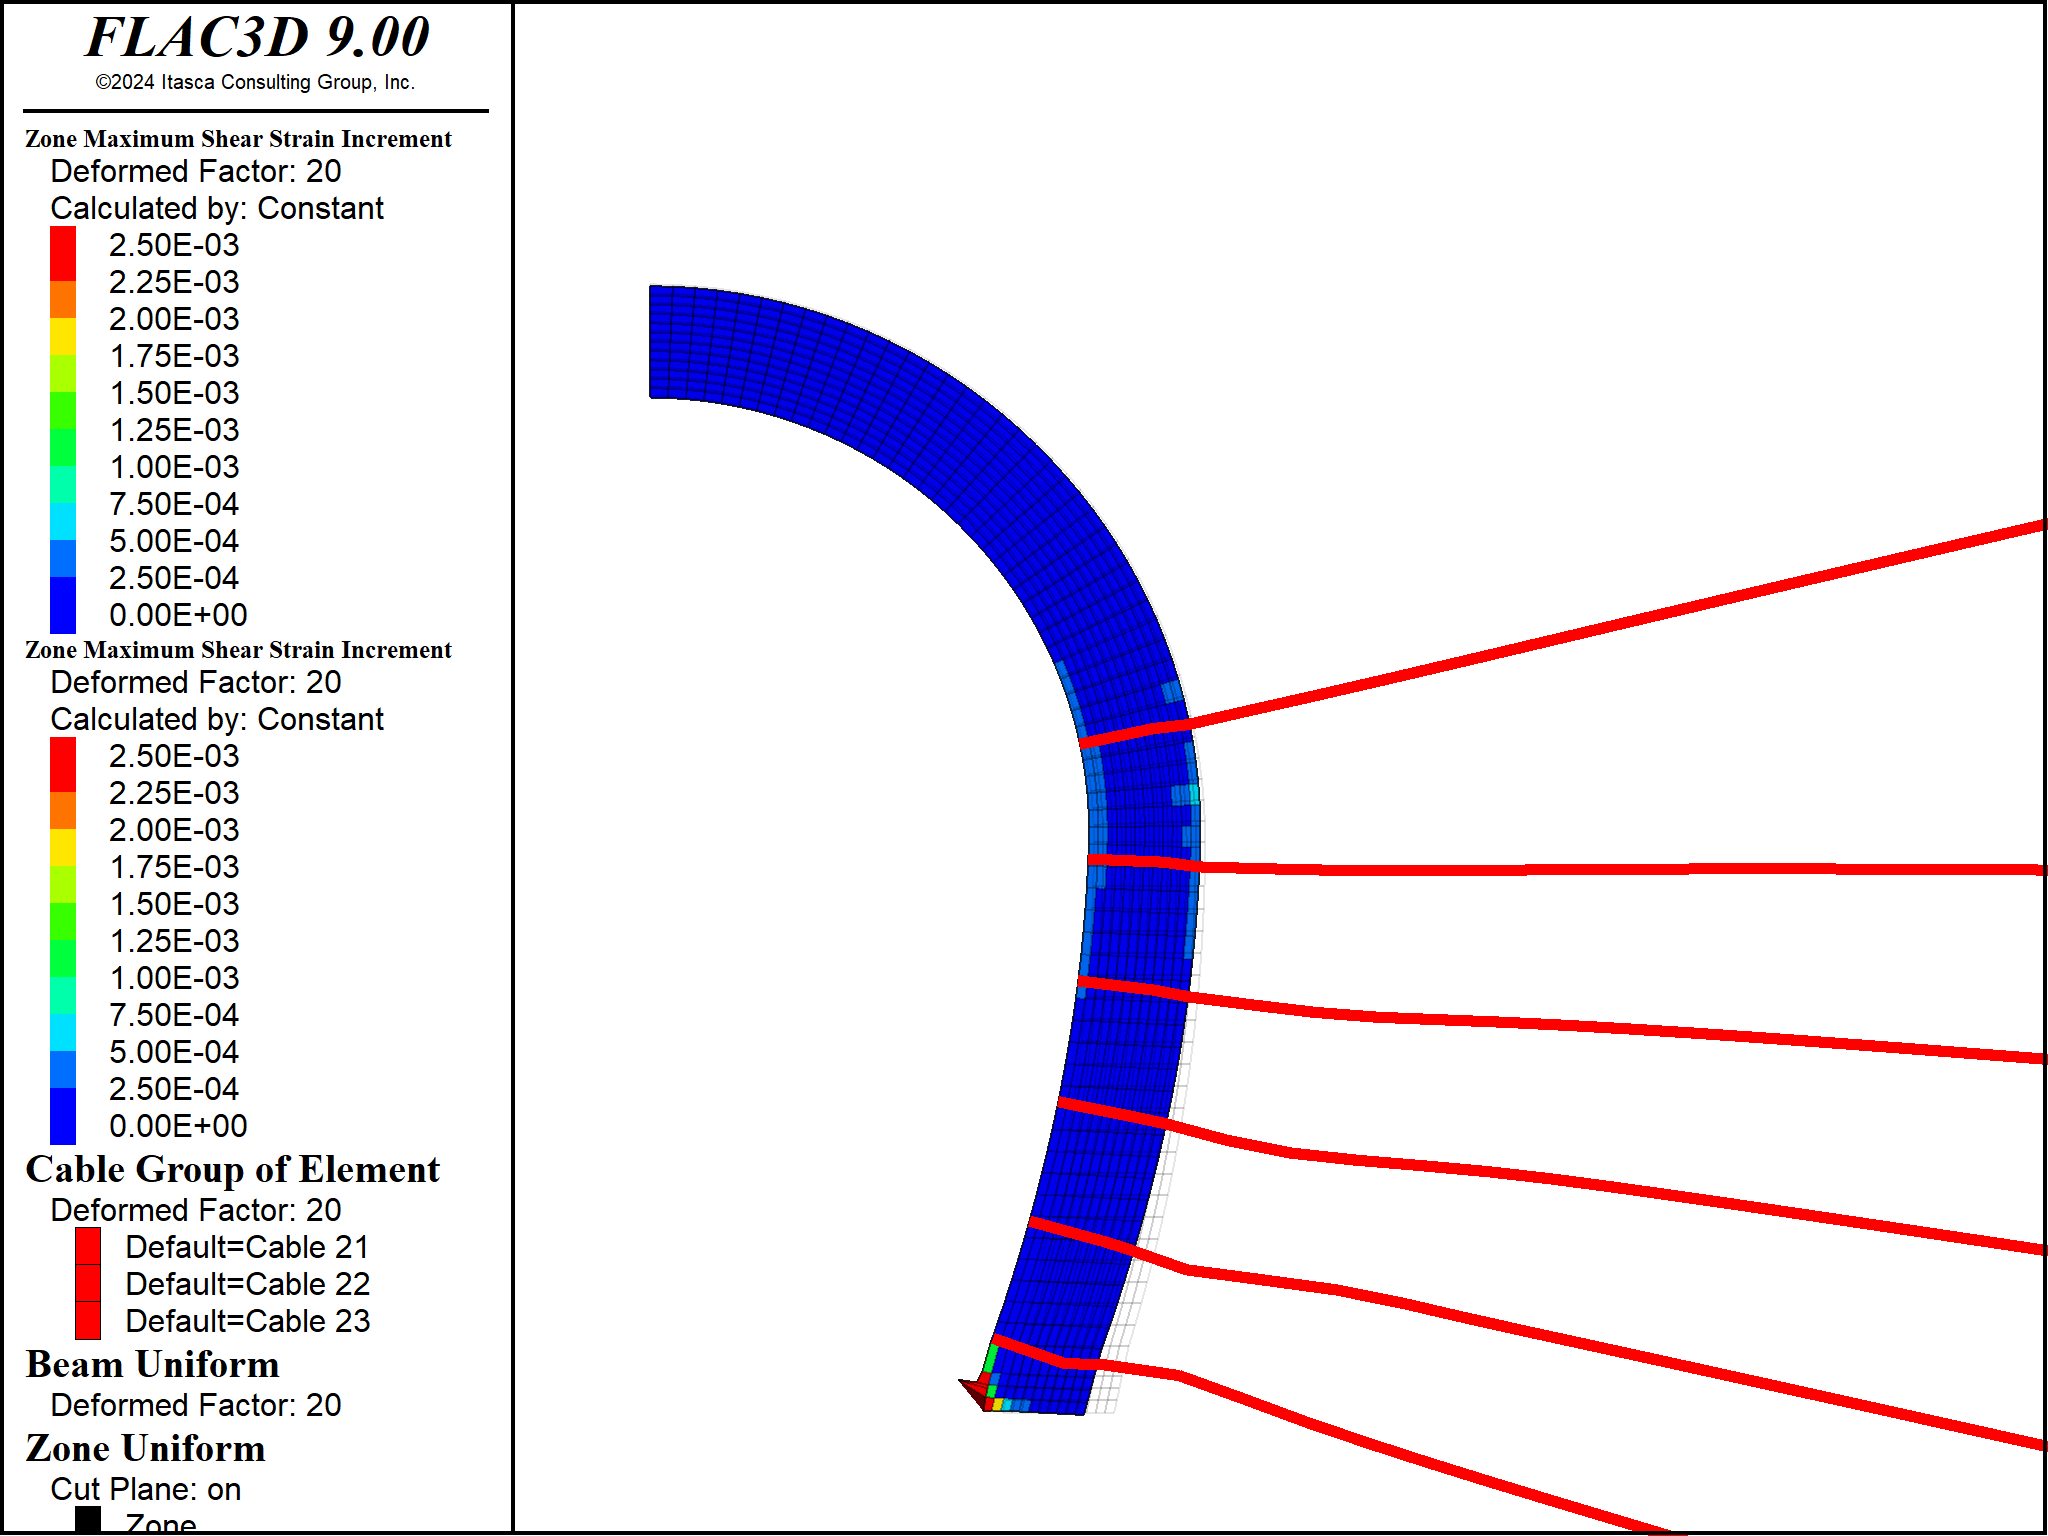 FLAC3D 9.00
©2024 Itasca Consulting Group, Inc.
Zone Maximum Shear Strain Increment
Deformed Factor: 20
Calculated by: Constant
2.50E-03
2.25E-03
2.00E-03
1.75E-03
1.50E-03
1.25E-03
1.00E-03
7.50E-04
5.00E-04
2.50E-04
0.00E+00
Zone Maximum Shear Strain Increment
Deformed Factor: 20
Calculated by: Constant
2.50E-03
2.25E-03
2.00E-03
1.75E-03
1.50E-03
1.25E-03
1.00E-03
7.50E-04
5.00E-04
2.50E-04
0.00E+00
Cable Group of Element
Deformed Factor: 20
Default=Cable 21
Default=Cable 22
Default=Cable 23
Beam Uniform
Deformed Factor: 20
Zone Uniform
Cut Plane: on
Zone